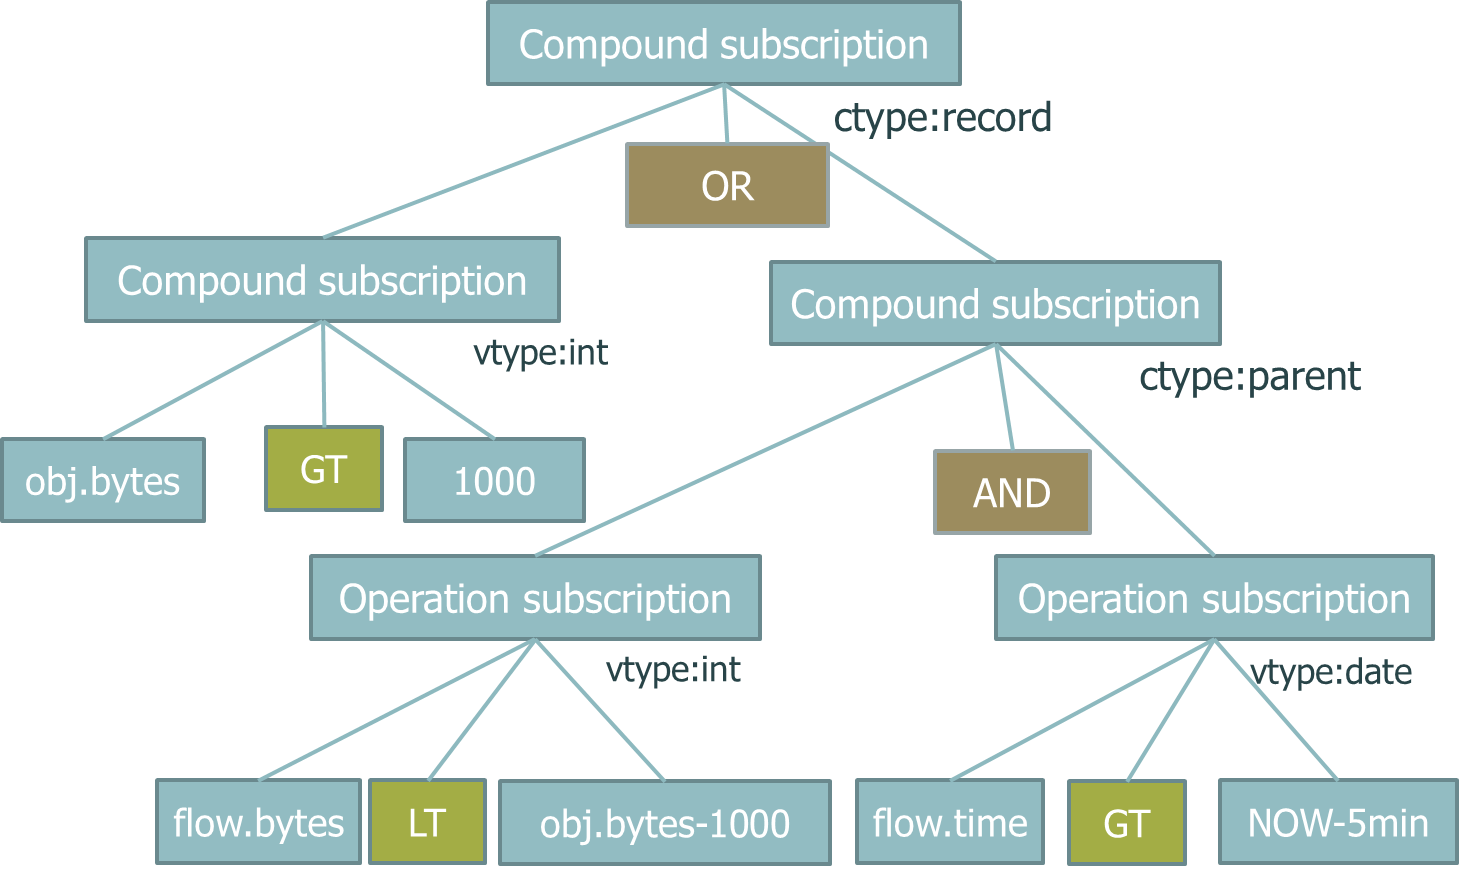 Compound subscription
ctype:record
OR
Compound subscription
Compound subscription
vtype:int
ctype:parent
obj.bytes
GT
1000
AND
Operation subscription
Operation subscription
vtype:int
vtype:date
flow.bytes
LT
obj.bytes-1000
flow.time
GT
NOW-5min